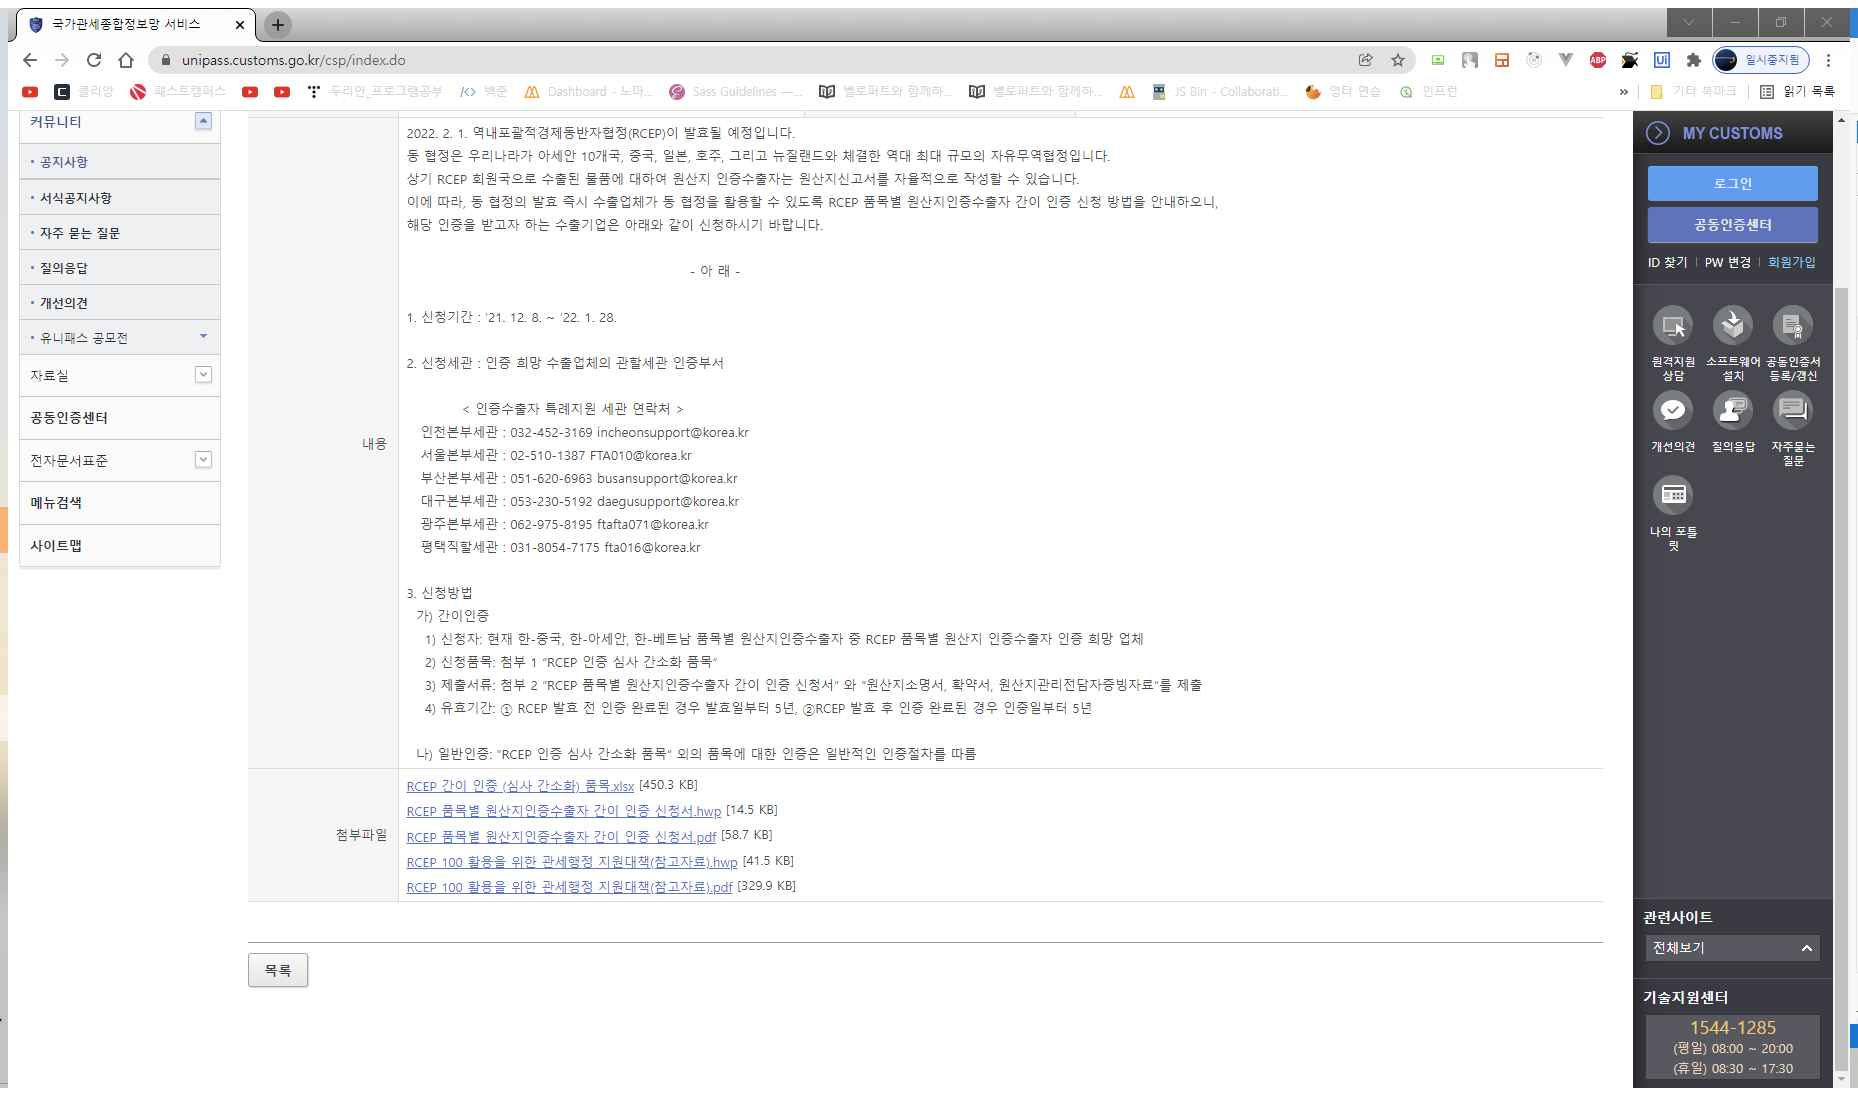 국가관세종합정보망 서비스
unipass.customs.go.kr/csp/index.do
ABP
Ui
일시중지됨
클리앙
패스트캠퍼스
두리안_프로그램공부
백준
Dashboard - 노마...
Sass Guidelines —...
벨로퍼트와 함께하...
벨로퍼트와 함께하...
JS Bin - Collaborati...
영타 연습
인프런
»
기타 북마크
읽기 목록
커뮤니티
· 공지사항
· 서식공지사항
· 자주 묻는 질문
· 질의응답
· 개선의견
· 유니패스 공모전
자료실
공동인증센터
전자문서표준
메뉴검색
사이트맵
내용
2022. 2. 1. 역내포괄적경제동반자협정(RCEP)이 발효될 예정입니다.
동 협정은 우리나라가 아세안 10개국, 중국, 일본, 호주, 그리고 뉴질랜드와 체결한 역대 최대 규모의 자유무역협정입니다.
상기 RCEP 회원국으로 수출된 물품에 대하여 원산지 인증수출자는 원산지신고서를 자율적으로 작성할 수 있습니다.
이에 따라, 동 협정의 발효 즉시 수출업체가 동 협정을 활용할 수 있도록 RCEP 품목별 원산지인증수출자 간이 인증 신청 방법을 안내하오니,
해당 인증을 받고자 하는 수출기업은 아래와 같이 신청하시기 바랍니다.
- 아 래 -
1. 신청기간 : '21. 12. 8. ~ '22. 1. 28.
2. 신청세관 : 인증 희망 수출업체의 관할세관 인증부서
< 인증수출자 특례지원 세관 연락처 >
인천본부세관 : 032-452-3169 incheonsupport@korea.kr
서울본부세관 : 02-510-1387 FTA010@korea.kr
부산본부세관 : 051-620-6963 busansupport@korea.kr
대구본부세관 : 053-230-5192 daegusupport@korea.kr
광주본부세관 : 062-975-8195 ftafta071@korea.kr
평택직할세관 : 031-8054-7175 fta016@korea.kr
3. 신청방법
가) 간이인증
1) 신청자: 현재 한-중국, 한-아세안, 한-베트남 품목별 원산지인증수출자 중 RCEP 품목별 원산지 인증수출자 인증 희망 업체
2) 신청품목: 첨부 1 "RCEP 인증 심사 간소화 품목"
3) 제출서류: 첨부 2 "RCEP 품목별 원산지인증수출자 간이 인증 신청서" 와 "원산지소명서, 확약서, 원산지관리전담자증빙자료"를 제출
4) 유효기간: ① RCEP 발효 전 인증 완료된 경우 발효일부터 5년, ②RCEP 발효 후 인증 완료된 경우 인증일부터 5년
나) 일반인증: "RCEP 인증 심사 간소화 품목" 외의 품목에 대한 인증은 일반적인 인증절차를 따름
첨부파일
RCEP 간이 인증 (심사 간소화) 품목.xlsx [450.3 KB]
RCEP 품목별 원산지인증수출자 간이 인증 신청서.hwp [14.5 KB]
RCEP 품목별 원산지인증수출자 간이 인증 신청서.pdf [58.7 KB]
RCEP 100 활용을 위한 관세행정 지원대책(참고자료).hwp [41.5 KB]
RCEP 100 활용을 위한 관세행정 지원대책(참고자료).pdf [329.9 KB]
목록
MY CUSTOMS
로그인
공동인증센터
ID 찾기 | PW 변경 | 회원가입
원격지원
상담
소프트웨어
설치
공동인증서
등록/갱신
개선의견
질의응답
자주묻는
질문
나의 포틀
릿
관련사이트
전체보기
기술지원센터
1544-1285
(평일) 08:00 ~ 20:00
(휴일) 08:30 ~ 17:30